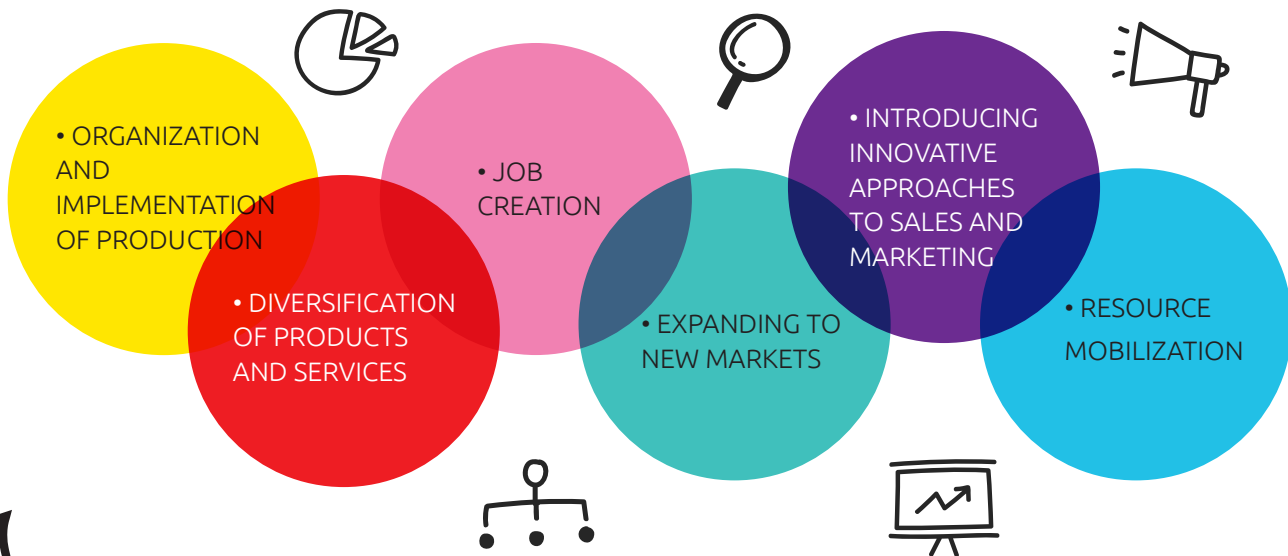 • ORGANIZATION
AND
IMPLEMENTATION
OF PRODUCTION
• DIVERSIFICATION
OF PRODUCTS
AND SERVICES
• JOB
CREATION
• EXPANDING TO
NEW MARKETS
• INTRODUCING
INNOVATIVE
APPROACHES
TO SALES AND
MARKETING
• RESOURCE
MOBILIZATION